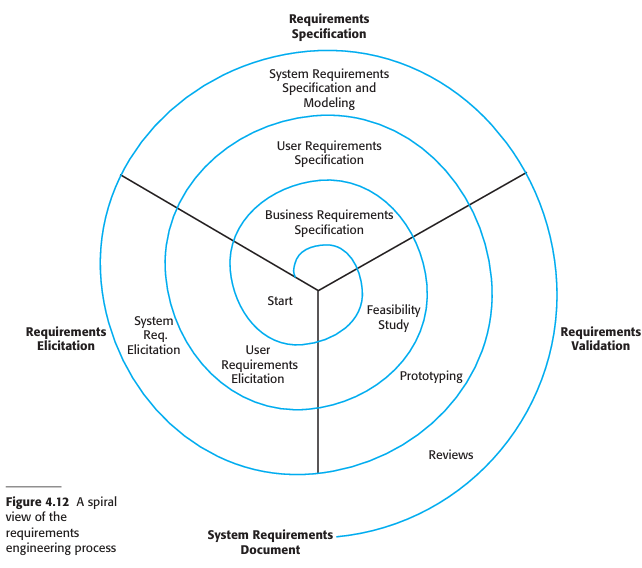 Requirements
Specification
System Requirements
Specification and
Modeling
User Requirements
Specification
Business Requirements
Specification
Start
Feasibility
Study
Requirements
Elicitation
System
Req.
Elicitation
User
Requirements
Elicitation
Requirements
Validation
Prototyping
Reviews
Figure 4.12 A spiral
view of the
requirements
engineering process
System Requirements
Document